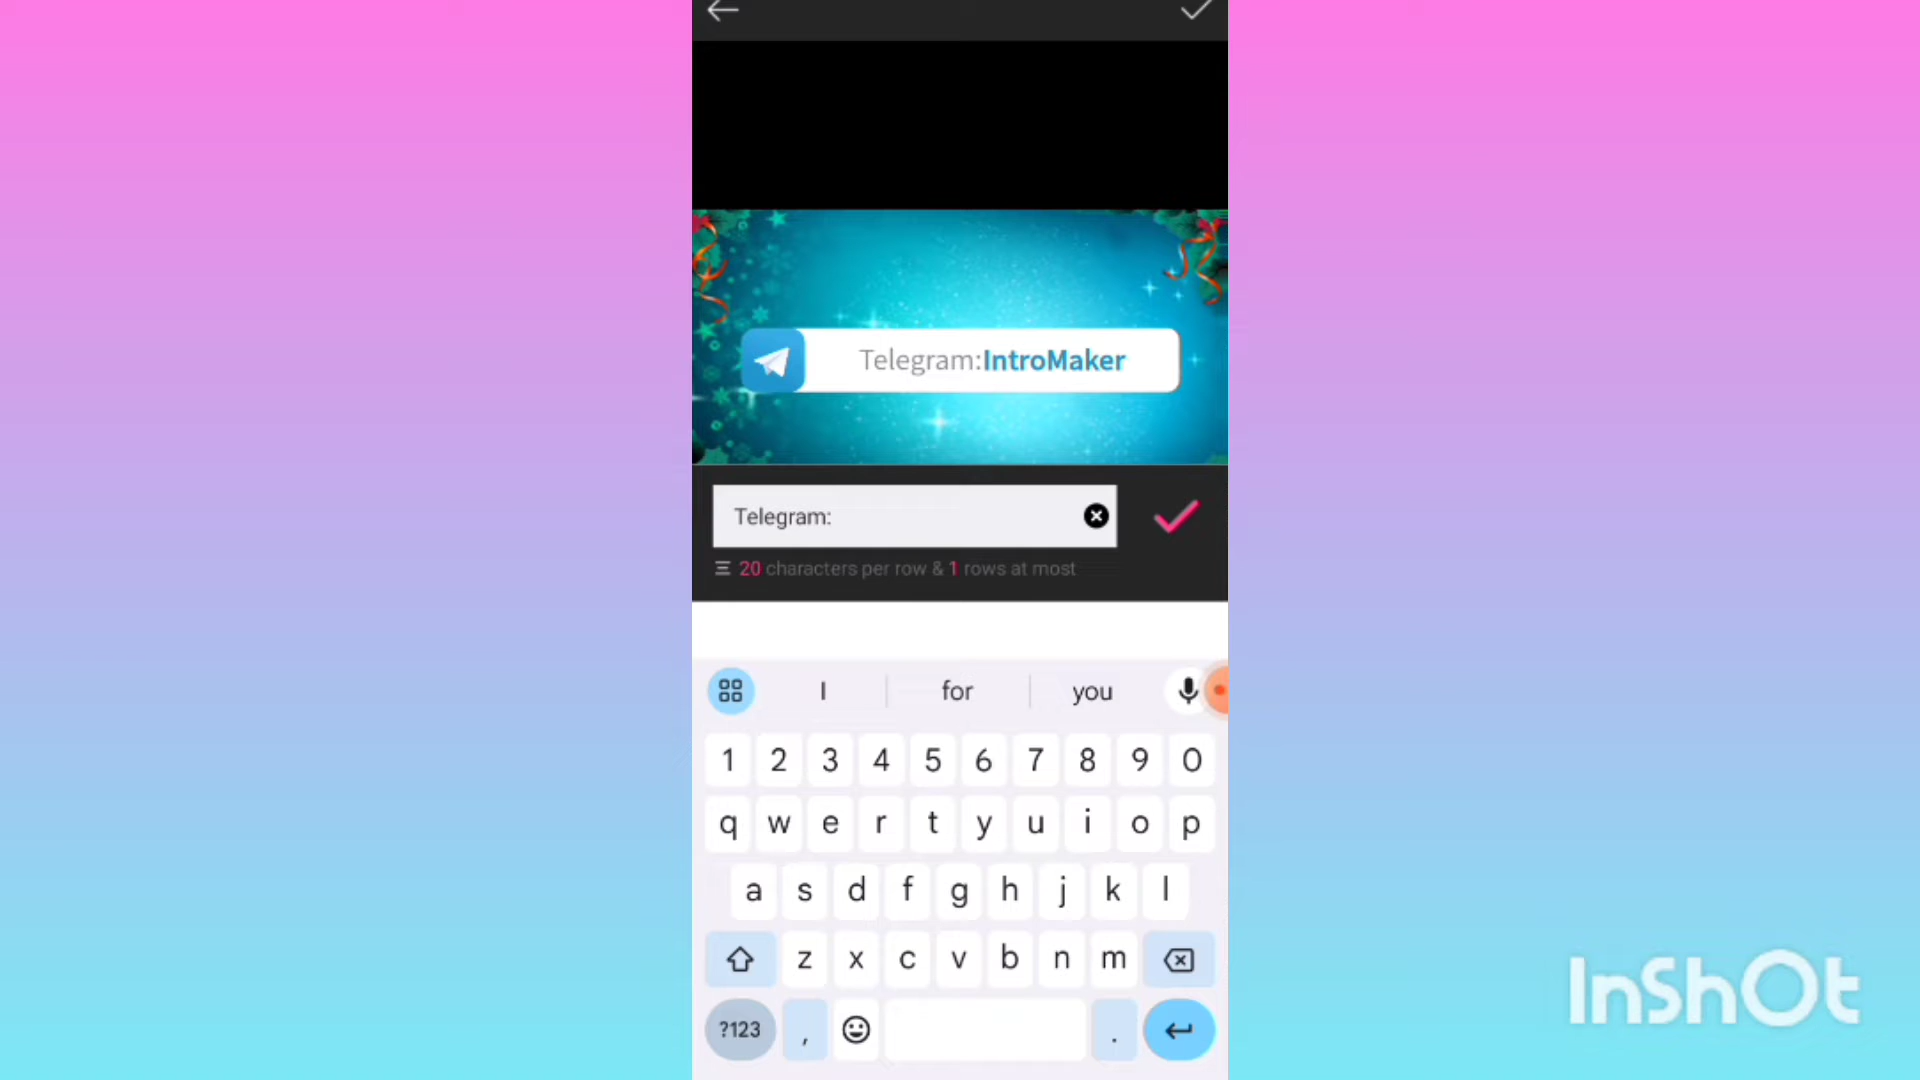 Telegram:IntroMaker
Telegram:
20 characters per row & 1 rows at most
I for you
1 2 3 4 5 6 7 8 9 0
q w e r t y u i o p
a s d f g h j k l
z x c v b n m
?123 , .
InShOt